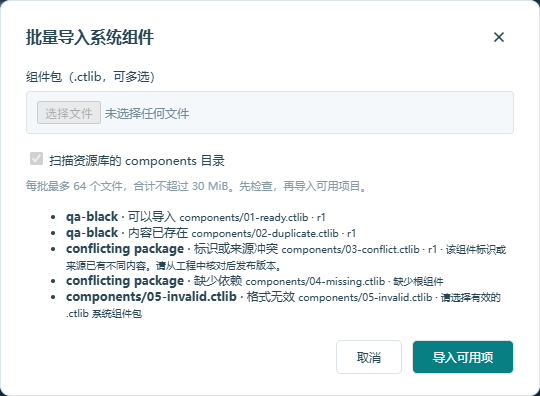 批量导入系统组件
×
组件包（.ctlib，可多选）
选择文件 未选择任何文件
扫描资源库的 components 目录
每批最多 64 个文件，合计不超过 30 MiB。先检查，再导入可用项目。
• qa-black · 可以导入 components/01-ready.ctlib · r1
• qa-black · 内容已存在 components/02-duplicate.ctlib · r1
• conflicting package · 标识或来源冲突 components/03-conflict.ctlib · r1 · 该组件标识或
来源已有不同内容。请从工程中核对后发布版本。
• conflicting package · 缺少依赖 components/04-missing.ctlib · 缺少根组件
• components/05-invalid.ctlib · 格式无效 components/05-invalid.ctlib · 请选择有效的
.ctlib 系统组件包
取消 导入可用项